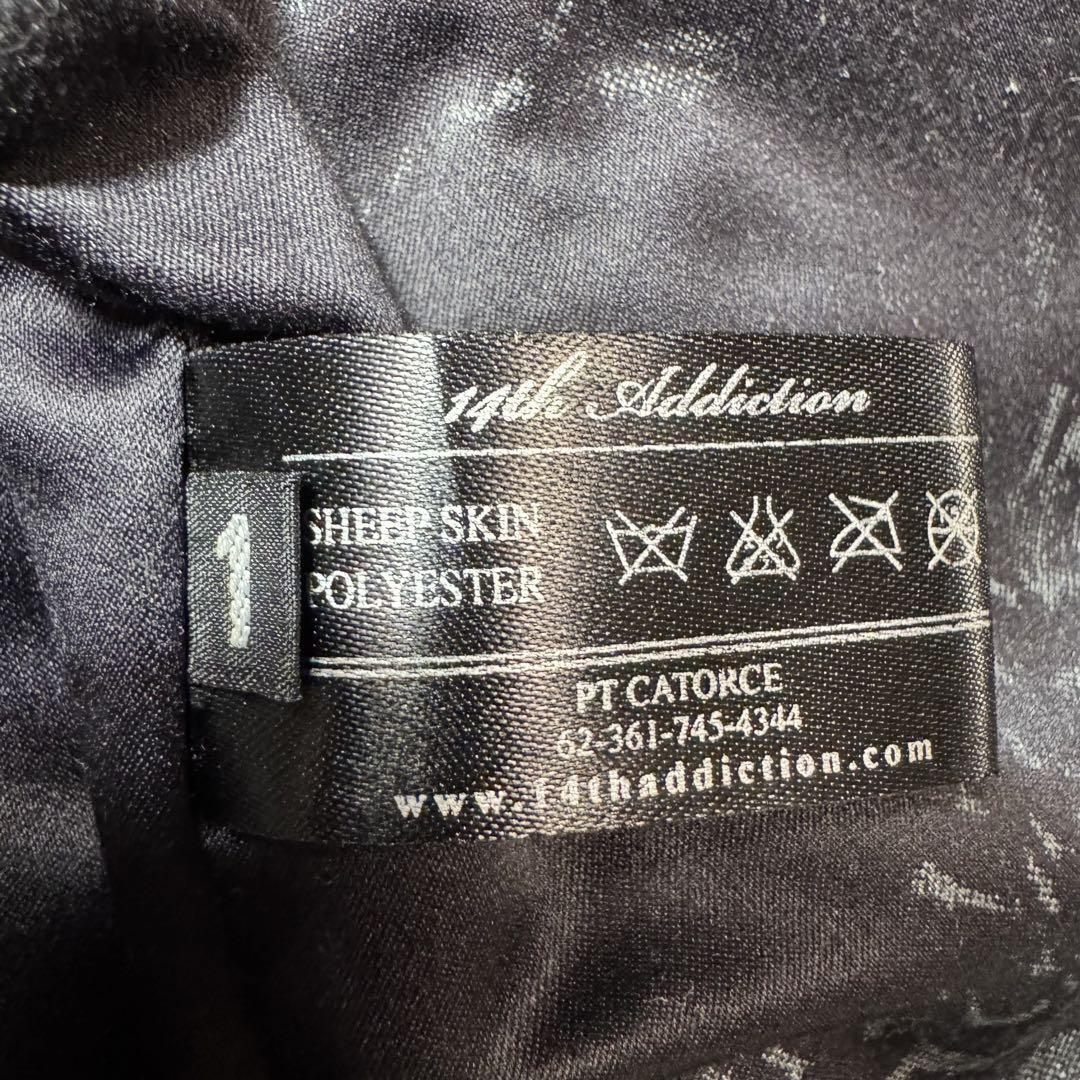 14th Addiction
1
SHEEP SKIN
POLYESTER
PT CATORCE
62-361-745-4344
www.14thaddiction.com